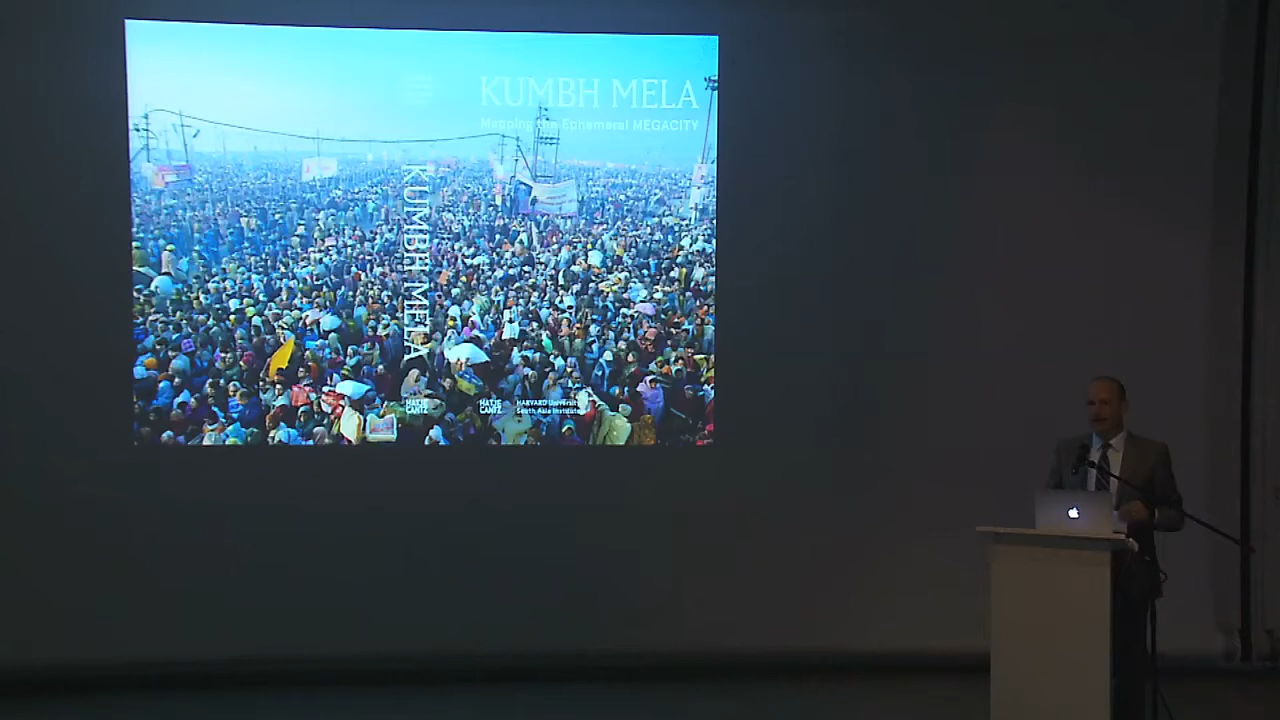 KUMBH MELA
Mapping the Ephemeral MEGACITY
KUMBH MELA
HATJE
CANTZ
HATJE
CANTZ
HARVARD University
South Asia Institute